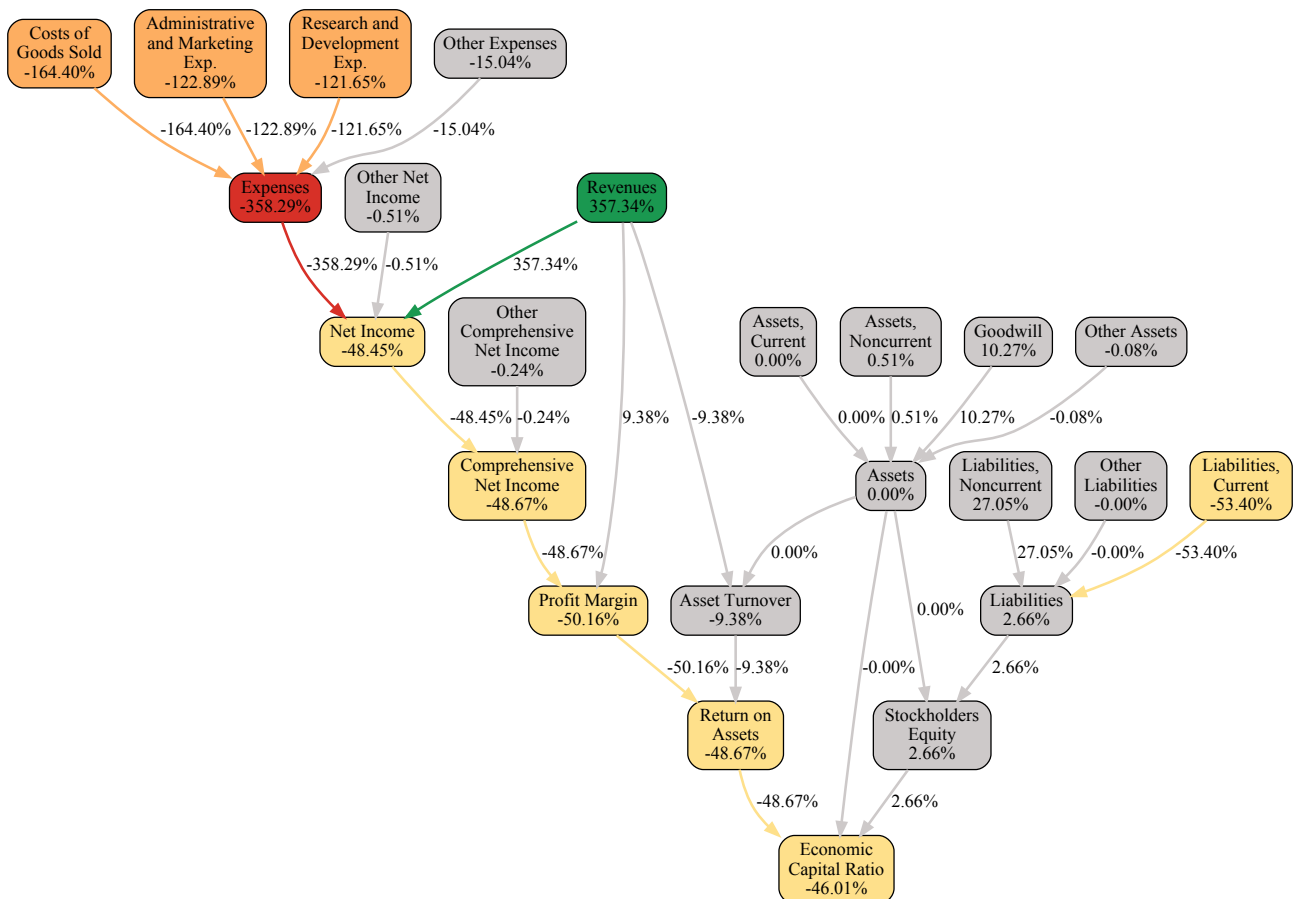 Costs of
Goods Sold
-164.40%
Administrative
and Marketing
Exp.
-122.89%
Research and
Development
Exp.
-121.65%
Other Expenses
-15.04%
-164.40%
-122.89%
-121.65%
-15.04%
Expenses
-358.29%
Other Net
Income
-0.51%
Revenues
357.34%
-358.29%
-0.51%
357.34%
Net Income
-48.45%
Other
Comprehensive
Net Income
-0.24%
Assets,
Current
0.00%
Assets,
Noncurrent
0.51%
Goodwill
10.27%
Other Assets
-0.08%
-48.45%
-0.24%
9.38%
-9.38%
0.00%
0.51%
10.27%
-0.08%
Comprehensive
Net Income
-48.67%
Assets
0.00%
Liabilities,
Noncurrent
27.05%
Other
Liabilities
-0.00%
Liabilities,
Current
-53.40%
-48.67%
0.00%
27.05%
-0.00%
-53.40%
Profit Margin
-50.16%
Asset Turnover
-9.38%
0.00%
Liabilities
2.66%
-50.16%
-9.38%
-0.00%
2.66%
Return on
Assets
-48.67%
Stockholders
Equity
2.66%
-48.67%
2.66%
Economic
Capital Ratio
-46.01%